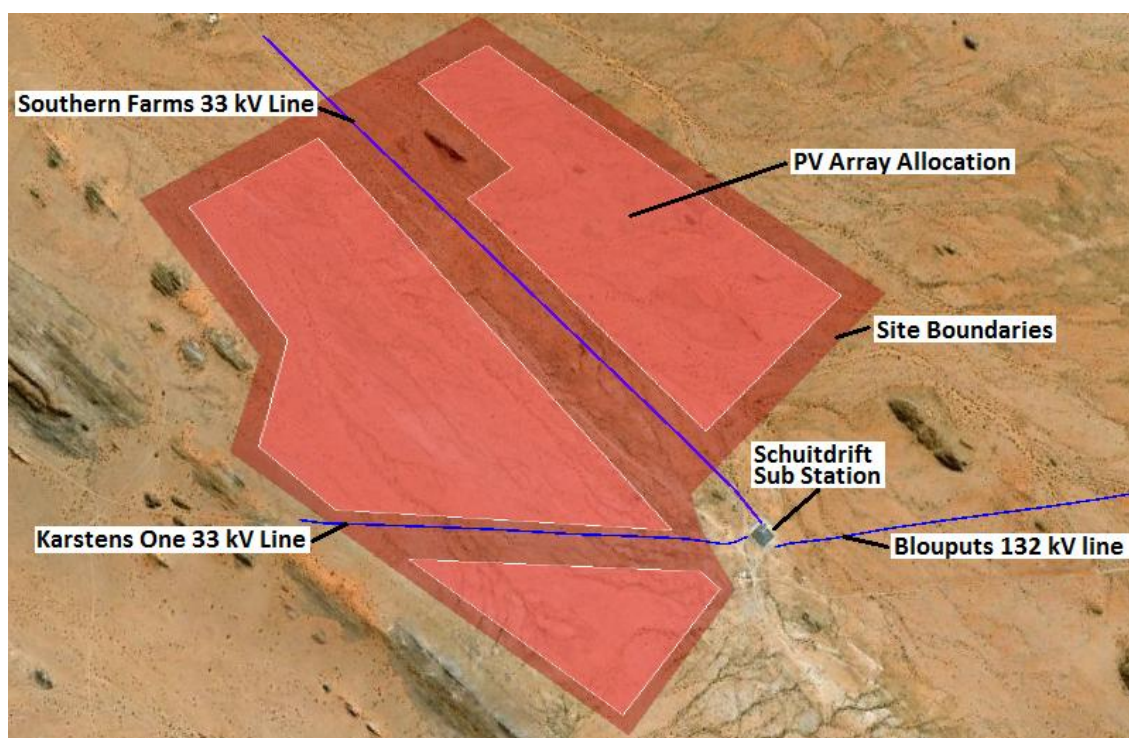 Southern Farms 33 kV Line
PV Array Allocation
Site Boundaries
Schuitdrift
Sub Station
Karstens One 33 kV Line
Blouputs 132 kV line